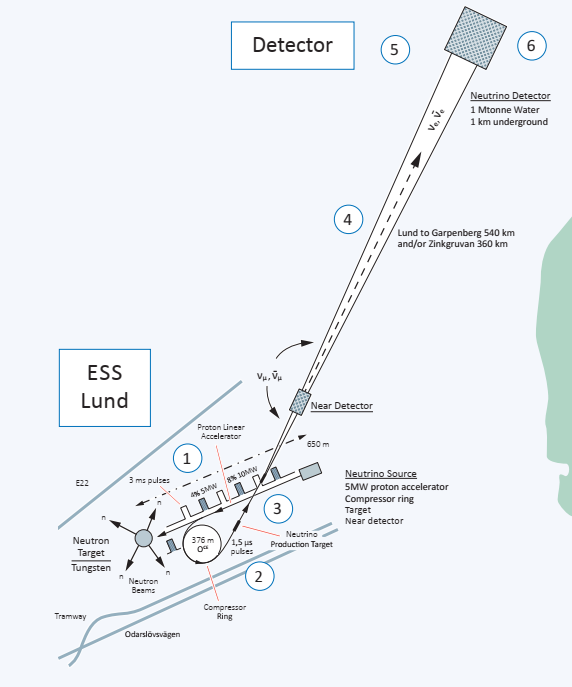 Detector
5
6
Neutrino Detector
1 Mtonne Water
1 km underground
νe, ν̄e
4
Lund to Garpenberg 540 km
and/or Zinkgruvan 360 km
ESS
Lund
νμ, ν̄μ
Near Detector
Proton Linear
Accelerator
650 m
1
3 ms pulses
4% 5MW
8% 10MW
E22
Neutrino Source
5MW proton accelerator
Compressor ring
Target
Near detector
3
n
n
Neutron
Target
Tungsten
376 m
1,5 μs
pulses
Neutrino
Production Target
n
n
Neutron
Beams
2
Compressor
Ring
Tramway
Odarslövsvägen